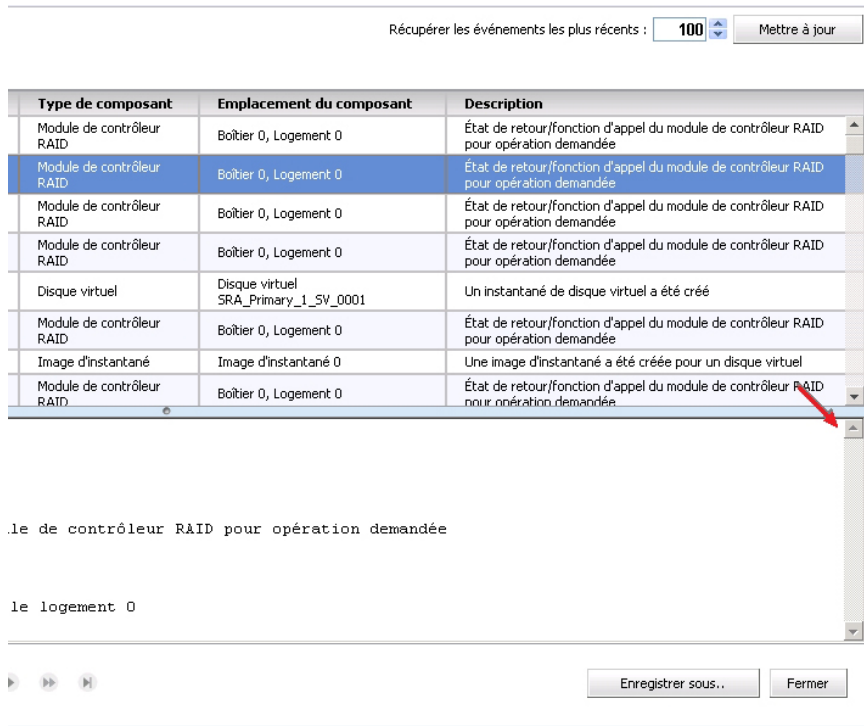 Récupérer les événements les plus récents : 100 Mettre à jour
Type de composant Emplacement du composant Description
Module de contrôleur RAID Boîtier 0, Logement 0 État de retour/fonction d'appel du module de contrôleur RAID pour opération demandée
Module de contrôleur RAID Boîtier 0, Logement 0 État de retour/fonction d'appel du module de contrôleur RAID pour opération demandée
Module de contrôleur RAID Boîtier 0, Logement 0 État de retour/fonction d'appel du module de contrôleur RAID pour opération demandée
Module de contrôleur RAID Boîtier 0, Logement 0 État de retour/fonction d'appel du module de contrôleur RAID pour opération demandée
Disque virtuel Disque virtuel SRA_Primary_1_SV_0001 Un instantané de disque virtuel a été créé
Module de contrôleur RAID Boîtier 0, Logement 0 État de retour/fonction d'appel du module de contrôleur RAID pour opération demandée
Image d'instantané Image d'instantané 0 Une image d'instantané a été créée pour un disque virtuel
Module de contrôleur RAID Boîtier 0, Logement 0 État de retour/fonction d'appel du module de contrôleur RAID pour opération demandée
le de contrôleur RAID pour opération demandée
le logement 0
Enregistrer sous.. Fermer